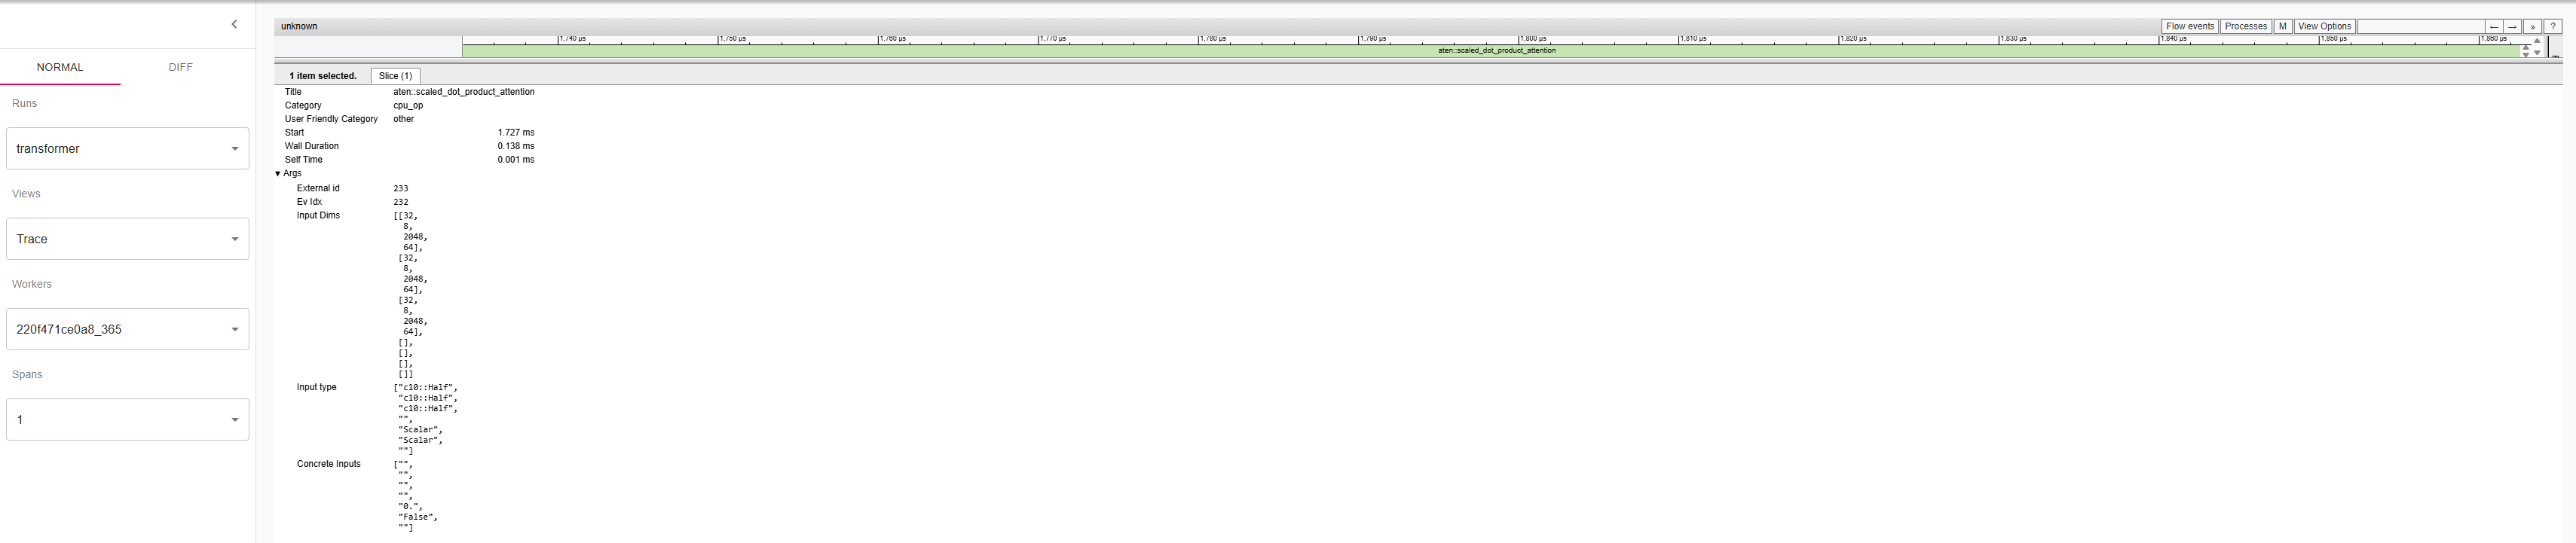 unknown
Flow events Processes M View Options ← → » ?
1,740 µs 1,750 µs 1,760 µs 1,770 µs 1,780 µs 1,790 µs 1,800 µs 1,810 µs 1,820 µs 1,830 µs 1,840 µs 1,850 µs 1,860 µs
aten::scaled_dot_product_attention
NORMAL DIFF
Runs
transformer
Views
Trace
Workers
220f471ce0a8_365
Spans
1
1 item selected. Slice (1)
Title aten::scaled_dot_product_attention
Category cpu_op
User Friendly Category other
Start 1.727 ms
Wall Duration 0.138 ms
Self Time 0.001 ms
▼ Args
External id 233
Ev Idx 232
Input Dims [[32,
8,
2048,
64],
[32,
8,
2048,
64],
[32,
8,
2048,
64],
[],
[],
[],
[]]
Input type ["c10::Half",
"c10::Half",
"c10::Half",
"",
"Scalar",
"Scalar",
""]
Concrete Inputs ["",
"",
"",
"",
"0.",
"False",
""]